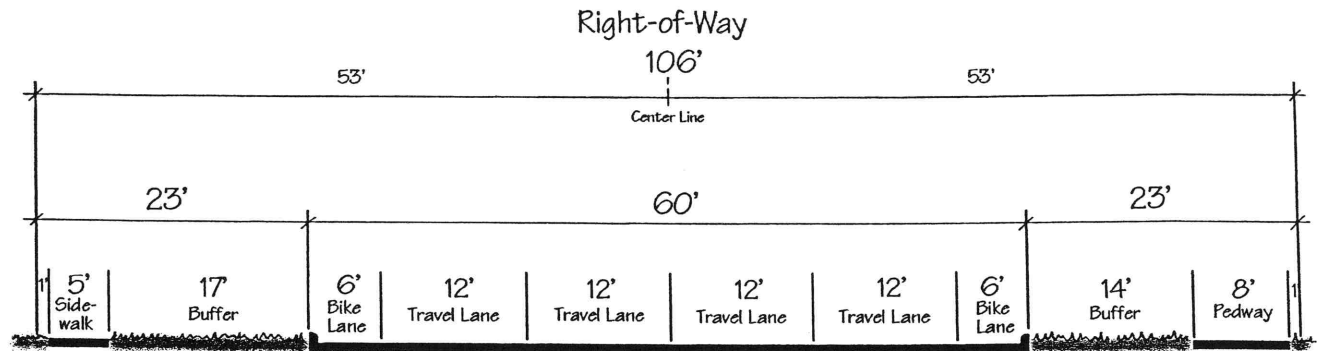 Right-of-Way
106'
53'
53'
Center Line
23'
60'
23'
1'
5'
Side-
walk
17'
Buffer
6'
Bike
Lane
12'
Travel Lane
12'
Travel Lane
12'
Travel Lane
12'
Travel Lane
6'
Bike
Lane
14'
Buffer
8'
Pedway
1